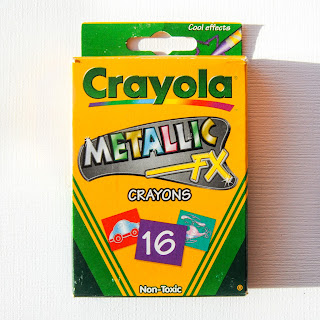 Cool effects
Crayola
METALLIC
FX
CRAYONS
16
Non-Toxic
®